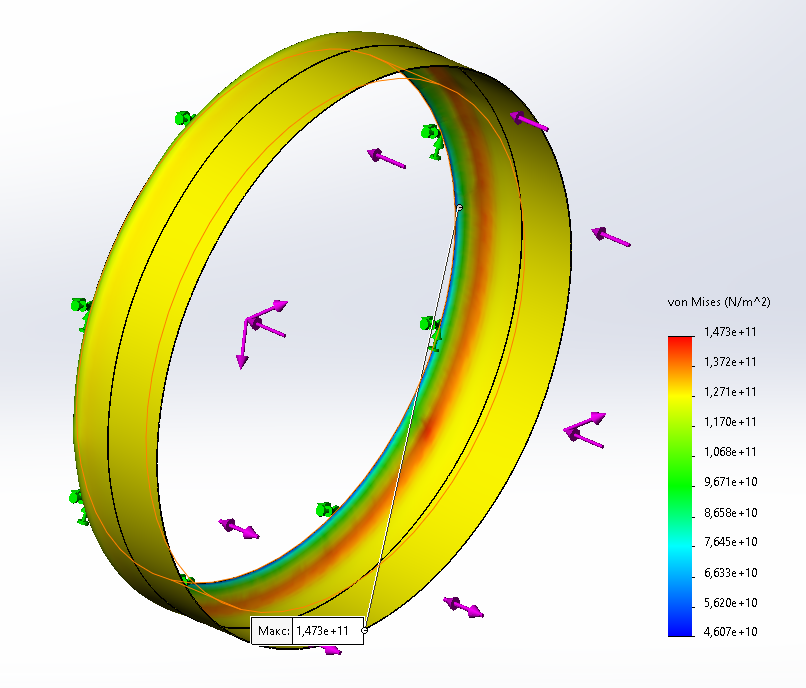 von Mises (N/m^2)
1,473e+11
1,372e+11
1,271e+11
1,170e+11
1,068e+11
9,671e+10
8,658e+10
7,645e+10
6,633e+10
5,620e+10
4,607e+10
Макс: 1,473e+11